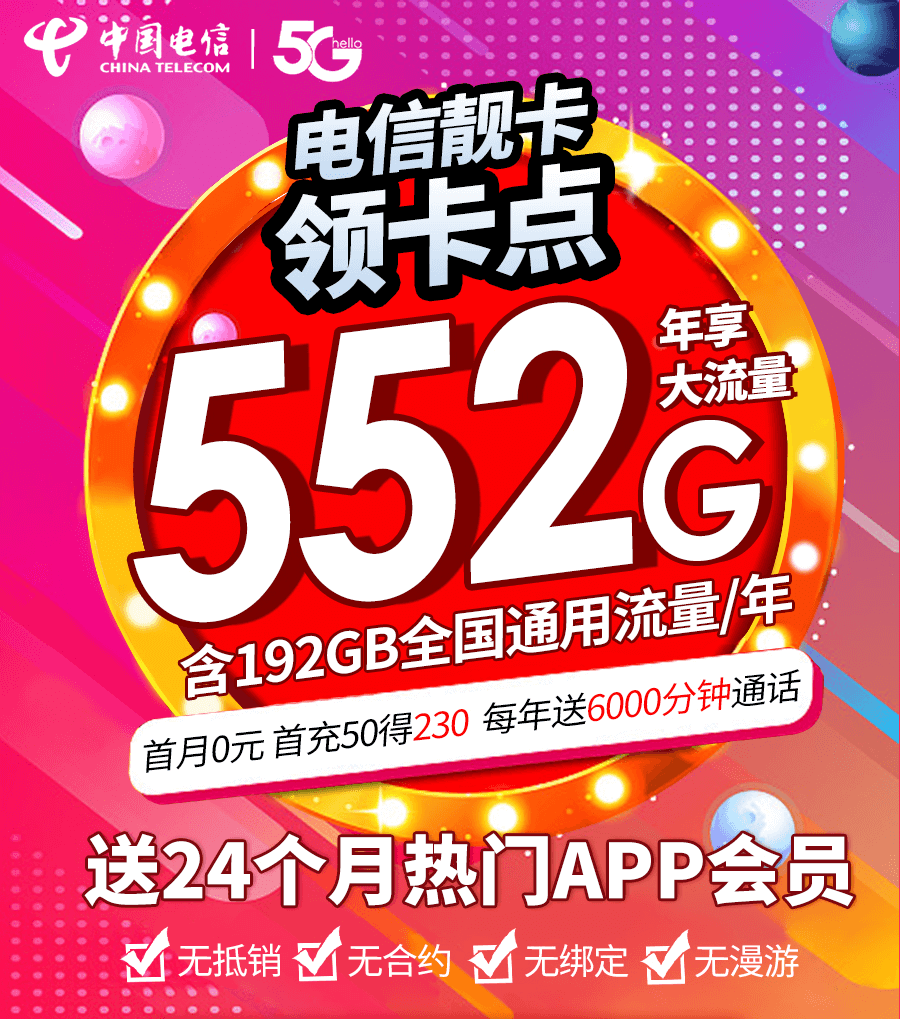 中国电信
CHINA TELECOM
5G
hello
电信靓卡
领卡点
552G
年享
大流量
含192GB全国通用流量/年
首月0元 首充50得230 每年送6000分钟通话
送24个月热门APP会员
无抵销 无合约 无绑定 无漫游